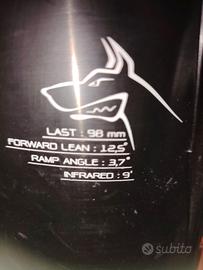 LAST : 98 mm
FORWARD LEAN : 12,5°
RAMP ANGLE : 3,7°
INFRARED : 9'
subito